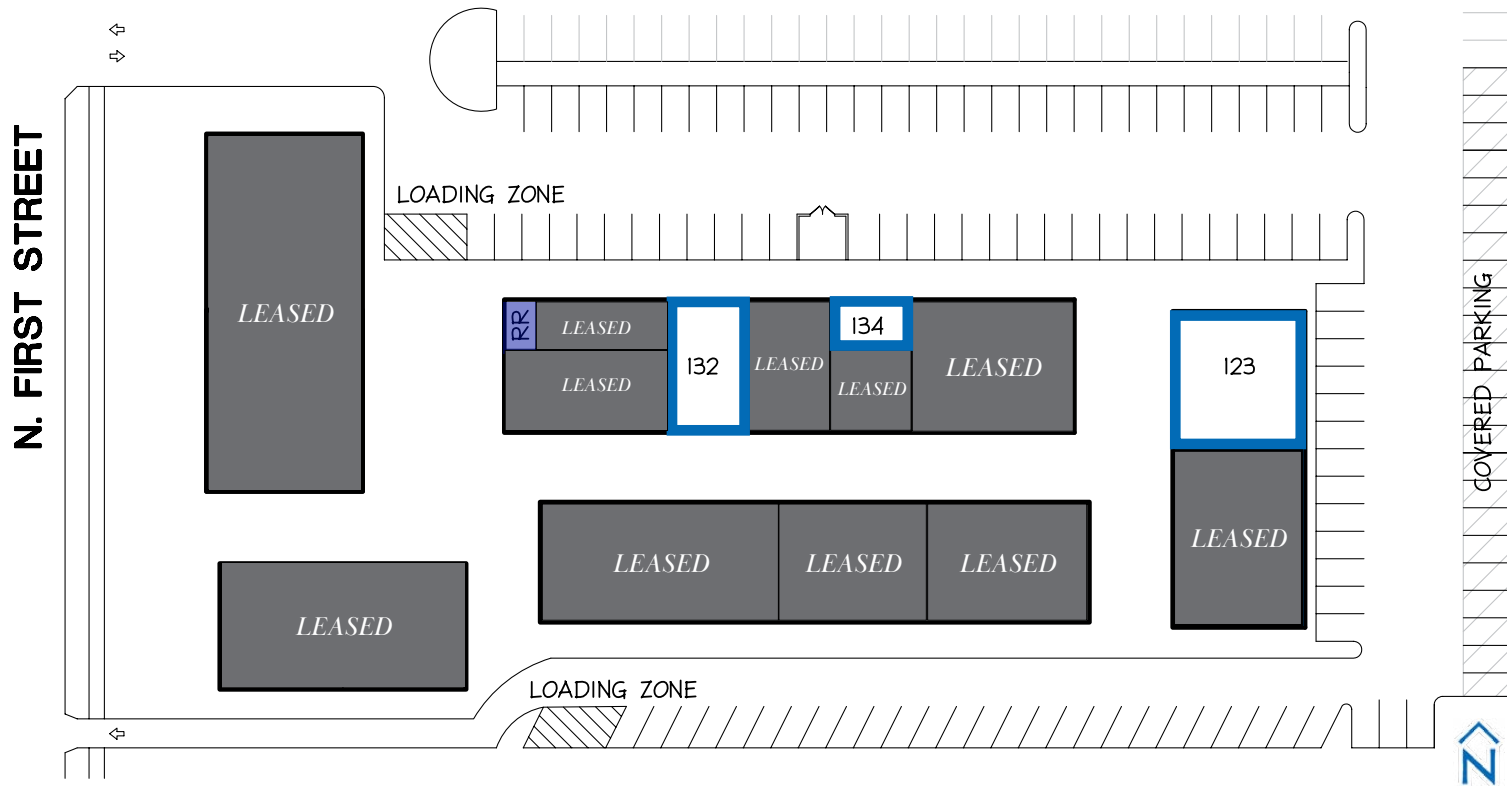 N. FIRST STREET
LOADING ZONE
LEASED
RR
LEASED
LEASED
132
LEASED
134
LEASED
LEASED
123
COVERED PARKING
LEASED
LEASED
LEASED
LEASED
LEASED
LOADING ZONE
N